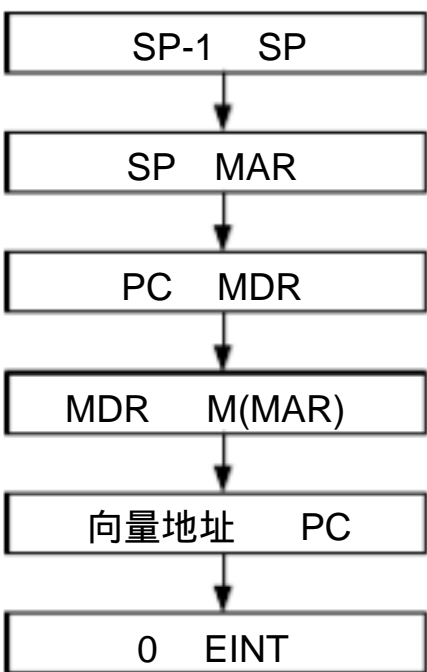 SP-1 SP
SP MAR
PC MDR
MDR M(MAR)
向量地址 PC
0 EINT